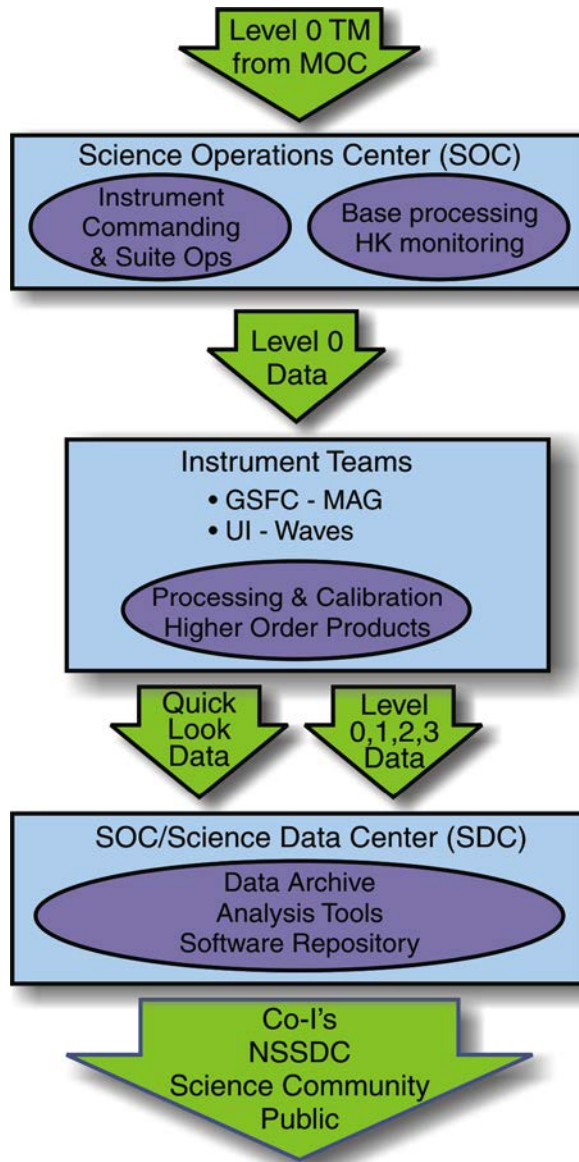 Level 0 TM
from MOC
Science Operations Center (SOC)
Instrument
Commanding
& Suite Ops
Base processing
HK monitoring
Level 0
Data
Instrument Teams
• GSFC - MAG
• UI - Waves
Processing & Calibration
Higher Order Products
Quick
Look
Data
Level
0,1,2,3
Data
SOC/Science Data Center (SDC)
Data Archive
Analysis Tools
Software Repository
Co-I's
NSSDC
Science Community
Public